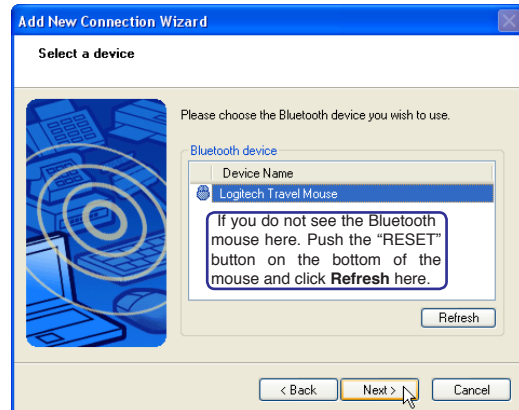 Add New Connection Wizard
Select a device
Please choose the Bluetooth device you wish to use.
Bluetooth device
Device Name
Logitech Travel Mouse
If you do not see the Bluetooth
mouse here. Push the “RESET”
button on the bottom of the
mouse and click Refresh here.
Refresh
< Back Next > Cancel